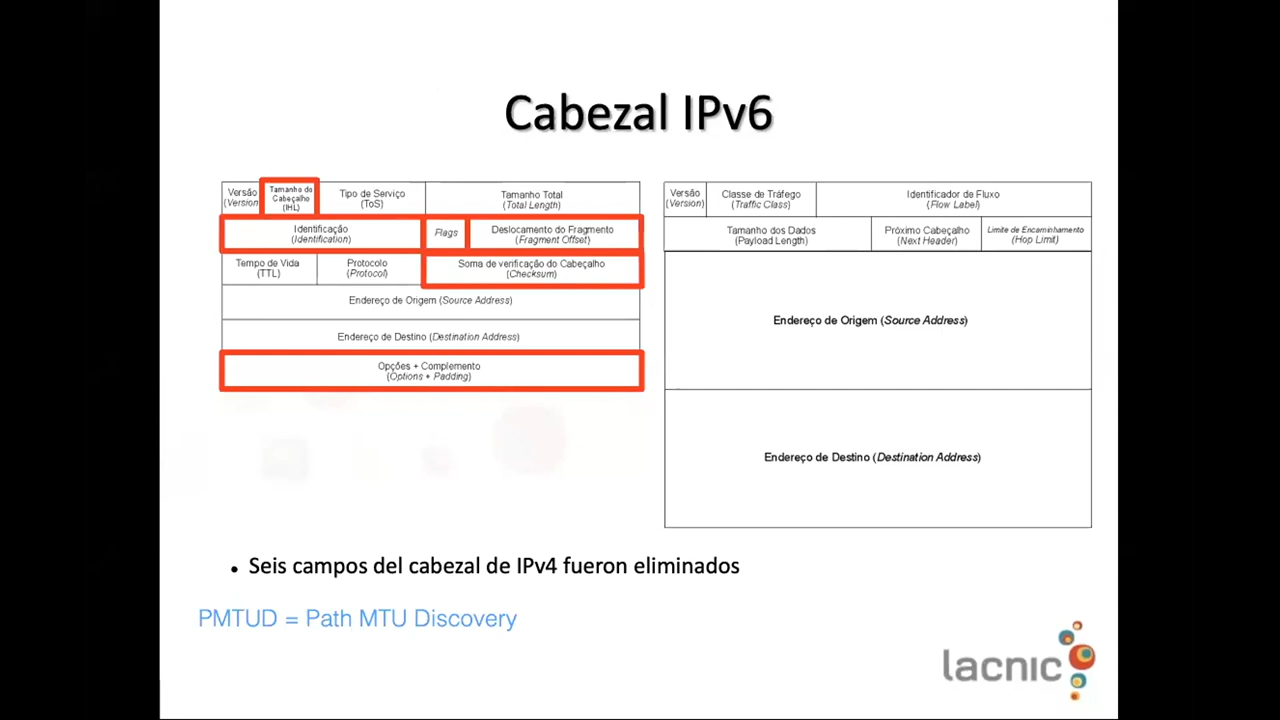 Cabezal IPv6
Versão
(Version
Tamanho do
Cabeçalho
(IHL)
Tipo de Serviço
(ToS)
Tamanho Total
(Total Length)
Identificação
(Identification)
Flags
Deslocamento do Fragmento
(Fragment Offset)
Tempo de Vida
(TTL)
Protocolo
(Protocol)
Soma de verificação do Cabeçalho
(Checksum)
Endereço de Origem (Source Address)
Endereço de Destino (Destination Address)
Opções + Complemento
(Options + Padding)
Versão
(Version)
Classe de Tráfego
(Traffic Class)
Identificador de Fluxo
(Flow Label)
Tamanho dos Dados
(Payload Length)
Próximo Cabeçalho
(Next Header)
Limite de Encaminhamento
(Hop Limit)
Endereço de Origem (Source Address)
Endereço de Destino (Destination Address)
• Seis campos del cabezal de IPv4 fueron eliminados
PMTUD = Path MTU Discovery
lacnic